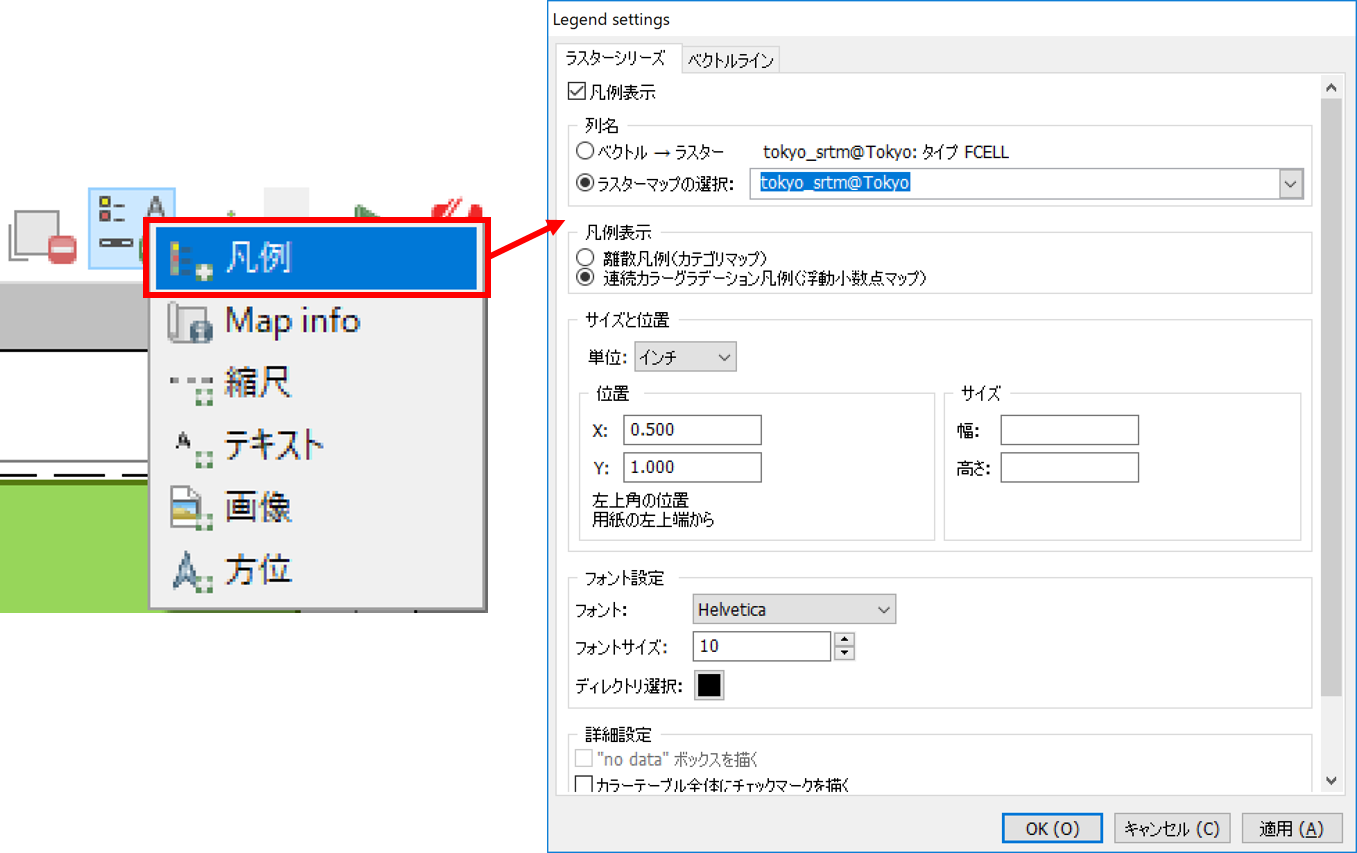 凡例
Map info
縮尺
テキスト
画像
方位
Legend settings
ラスターシリーズ ベクトルライン
凡例表示
列名
ベクトル → ラスター tokyo_srtm@Tokyo: タイプ FCELL
ラスターマップの選択: tokyo_srtm@Tokyo
凡例表示
離散凡例(カテゴリマップ)
連続カラーグラデーション凡例(浮動小数点マップ)
サイズと位置
単位: インチ
位置
X: 0.500
Y: 1.000
左上角の位置
用紙の左上端から
サイズ
幅:
高さ:
フォント設定
フォント: Helvetica
フォントサイズ: 10
ディレクトリ選択:
詳細設定
"no data" ボックスを描く
カラーテーブル全体にチェックマークを描く
OK (O) キャンセル (C) 適用 (A)